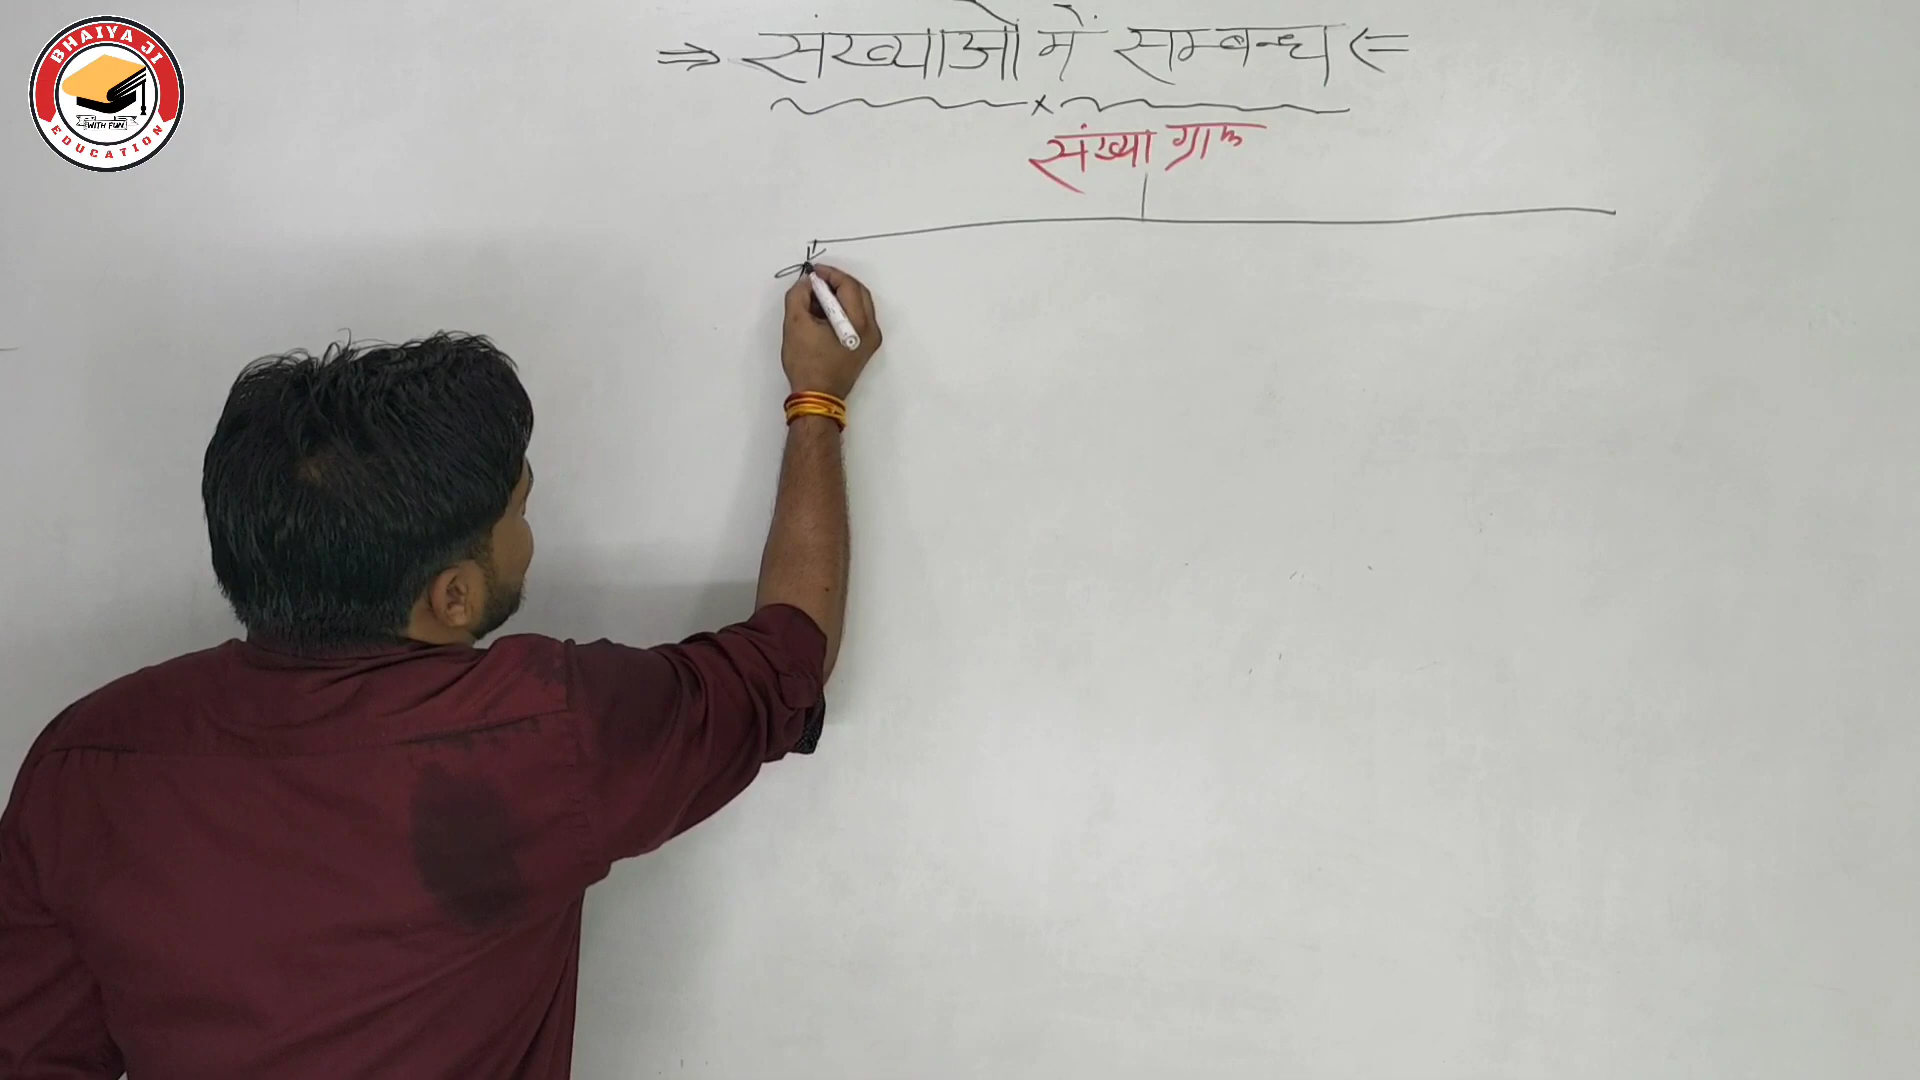 BHAIYA JI
WITH FUN
EDUCATION
⇒ संख्याओ में सम्बन्ध ⇐
x
संख्या ग्राफ